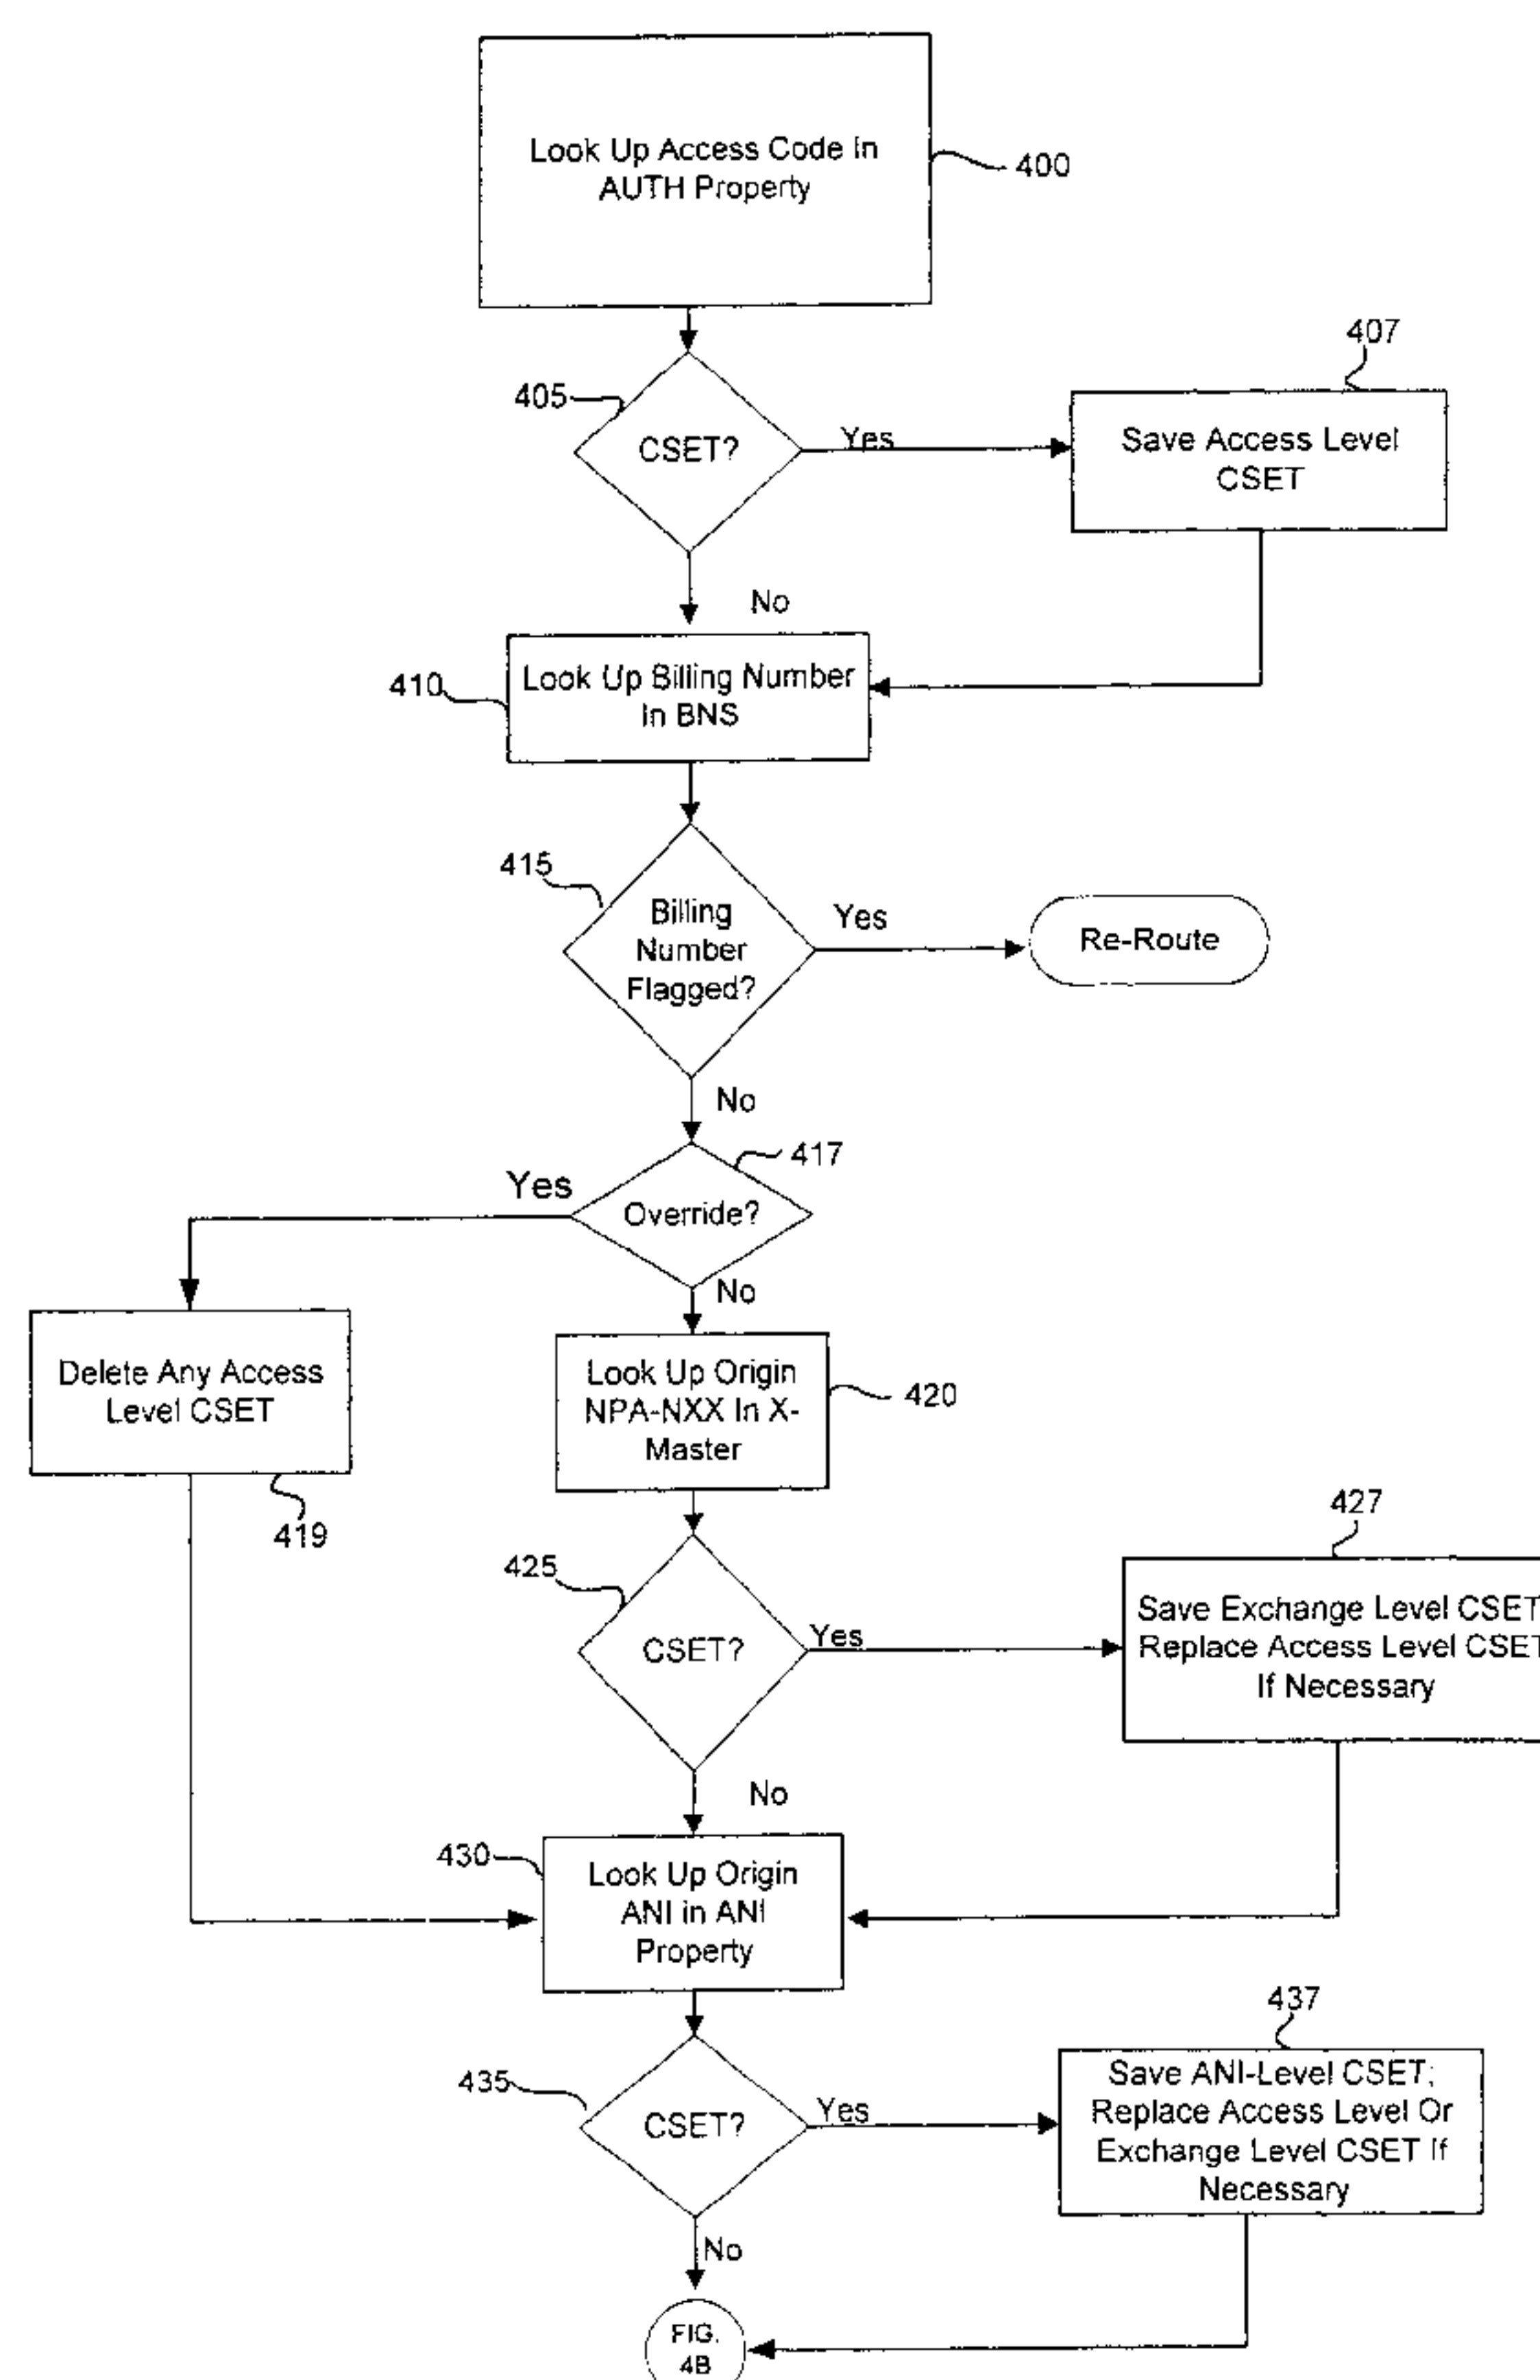 Look Up Access Code In
AUTH Property
400
407
405
CSET?
Yes
Save Access Level
CSET
No
410
Look Up Billing Number
In BNS
415
Billing
Number
Flagged?
Yes
Re-Route
No
417
Yes
Override?
No
Delete Any Access
Level CSET
419
Look Up Origin
NPA-NXX In X-
Master
420
427
425
CSET?
Yes
Save Exchange Level CSET
Replace Access Level CSET
If Necessary
No
430
Look Up Origin
ANI in ANI
Property
437
435
CSET?
Yes
Save ANI-Level CSET;
Replace Access Level Or
Exchange Level CSET If
Necessary
No
FIG.
4B